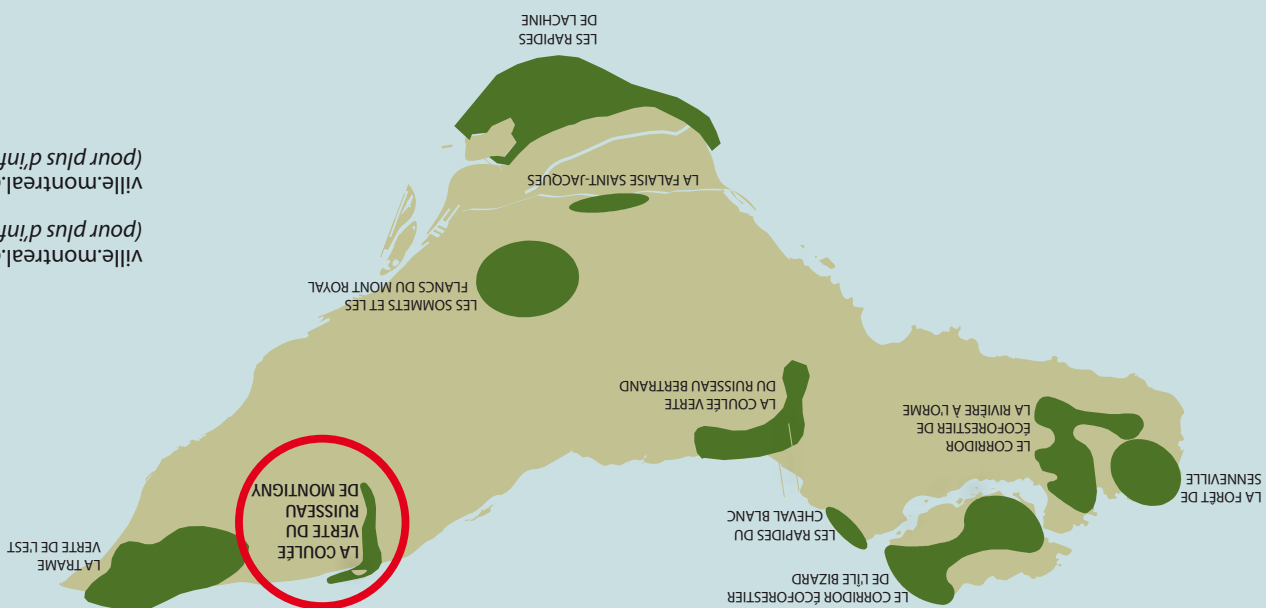 LE CORRIDOR ÉCOFORESTIER
DE L'ÎLE BIZARD
LA FORÊT DE
SENNEVILLE
LE CORRIDOR
ÉCOFORESTIER DE
LA RIVIÈRE À L'ORME
LES RAPIDES DU
CHEVAL BLANC
LA COULÉE VERTE
DU RUISSEAU BERTRAND
LA COULÉE
VERTE DU
RUISSEAU
DE MONTIGNY
LA TRAME
VERTE DE L'EST
LES SOMMETS ET LES
FLANCS DU MONT ROYAL
LA FALAISE SAINT-JACQUES
LES RAPIDES
DE LACHINE
ville.montreal.
(pour plus d'inf
ville.montreal.
(pour plus d'inf